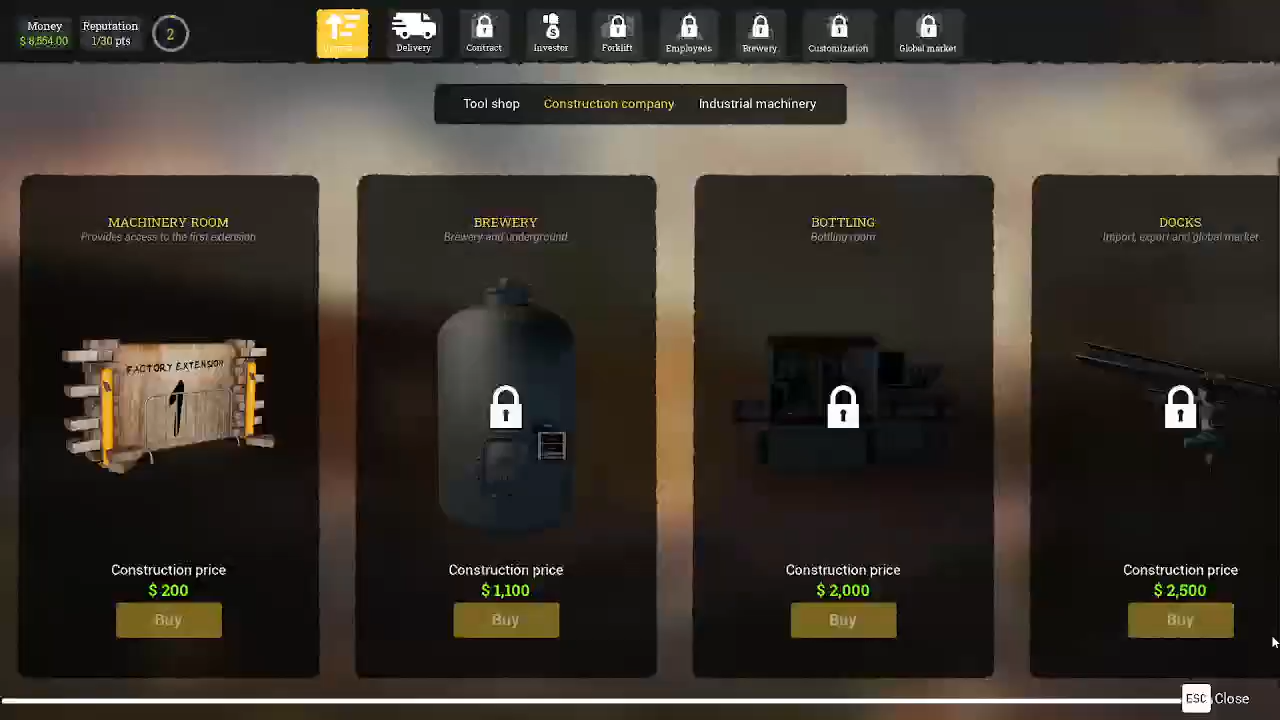 Money
$ 8,554.00
Reputation
1/30 pts
2
Upgrades
Delivery
Contract
Investor
Forklift
Employees
Brewery
Customization
Global market
Tool shop
Construction company
Industrial machinery
MACHINERY ROOM
Provides access to the first extension
FACTORY EXTENSION
1
Construction price
$ 200
Buy
BREWERY
Brewery and underground
Construction price
$ 1,100
Buy
BOTTLING
Bottling room
Construction price
$ 2,000
Buy
DOCKS
Import, export and global market
Construction price
$ 2,500
Buy
ESC Close